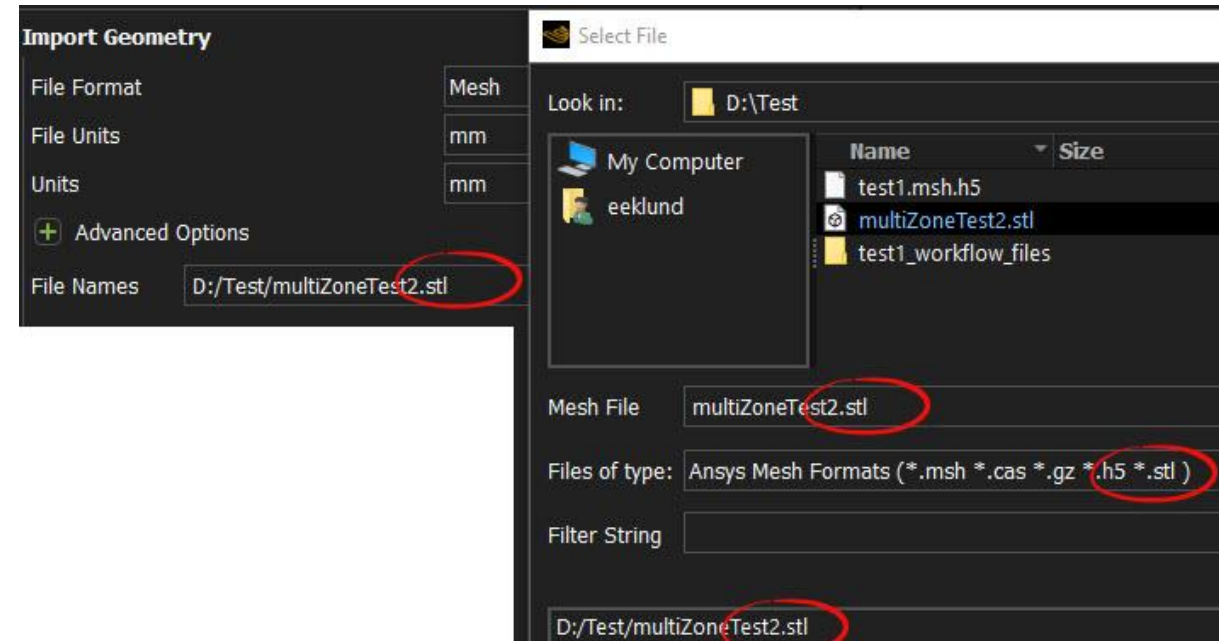 Import Geometry
File Format
Mesh
File Units
mm
Units
mm
Advanced Options
File Names
D:/Test/multiZoneTest2.stl
Select File
Look in:
D:\Test
My Computer
eeklund
Name
Size
test1.msh.h5
multiZoneTest2.stl
test1_workflow_files
Mesh File
multiZoneTest2.stl
Files of type:
Ansys Mesh Formats (*.msh *.cas *.gz *.h5 *.stl )
Filter String
D:/Test/multiZoneTest2.stl